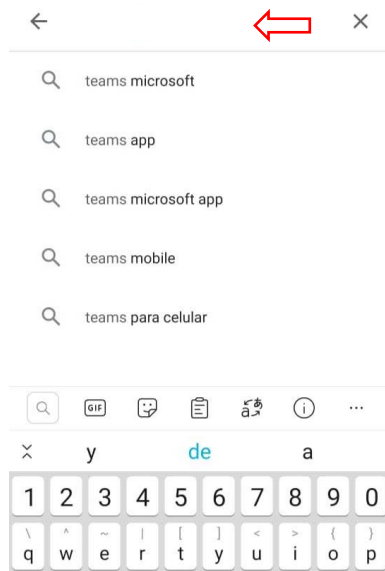 teams microsoft
teams app
teams microsoft app
teams mobile
teams para celular
GIF
y de a
1 2 3 4 5 6 7 8 9 0
\ ^ ~ | [ ] < > { }
q w e r t y u i o p